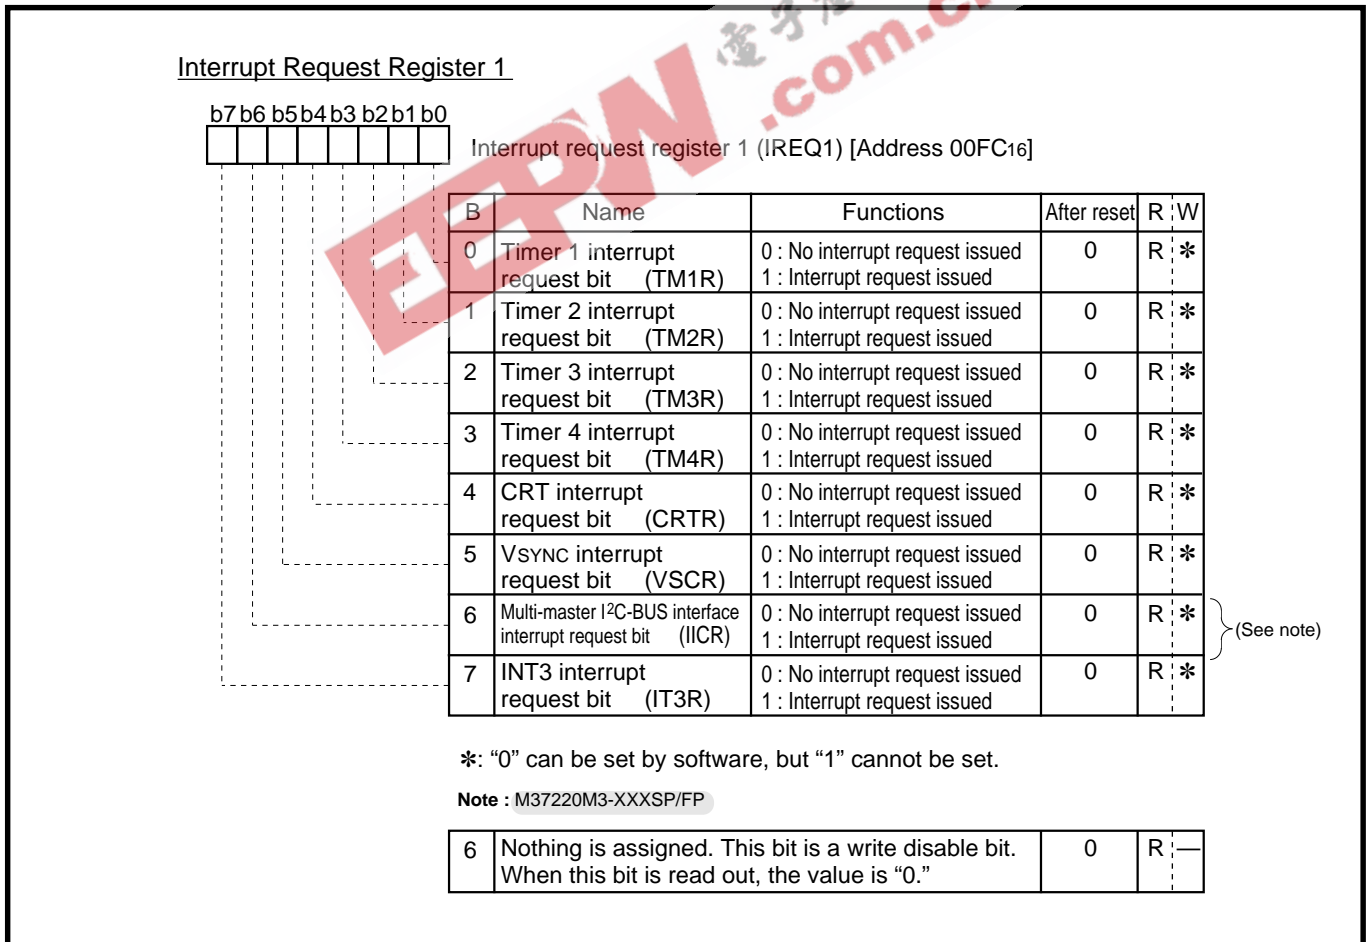 電子
.com.c
EEPW
Interrupt Request Register 1
b7 b6 b5 b4 b3 b2 b1 b0
Interrupt request register 1 (IREQ1) [Address 00FC16]
B Name Functions After reset R W
0 Timer 1 interrupt 0 : No interrupt request issued 0 R ✻
request bit (TM1R) 1 : Interrupt request issued
1 Timer 2 interrupt 0 : No interrupt request issued 0 R ✻
request bit (TM2R) 1 : Interrupt request issued
2 Timer 3 interrupt 0 : No interrupt request issued 0 R ✻
request bit (TM3R) 1 : Interrupt request issued
3 Timer 4 interrupt 0 : No interrupt request issued 0 R ✻
request bit (TM4R) 1 : Interrupt request issued
4 CRT interrupt 0 : No interrupt request issued 0 R ✻
request bit (CRTR) 1 : Interrupt request issued
5 VSYNC interrupt 0 : No interrupt request issued 0 R ✻
request bit (VSCR) 1 : Interrupt request issued
6 Multi-master I²C-BUS interface 0 : No interrupt request issued 0 R ✻ (See note)
interrupt request bit (IICR) 1 : Interrupt request issued
7 INT3 interrupt 0 : No interrupt request issued 0 R ✻
request bit (IT3R) 1 : Interrupt request issued
✻: “0” can be set by software, but “1” cannot be set.
Note : M37220M3-XXXSP/FP
6 Nothing is assigned. This bit is a write disable bit. 0 R —
When this bit is read out, the value is “0.”